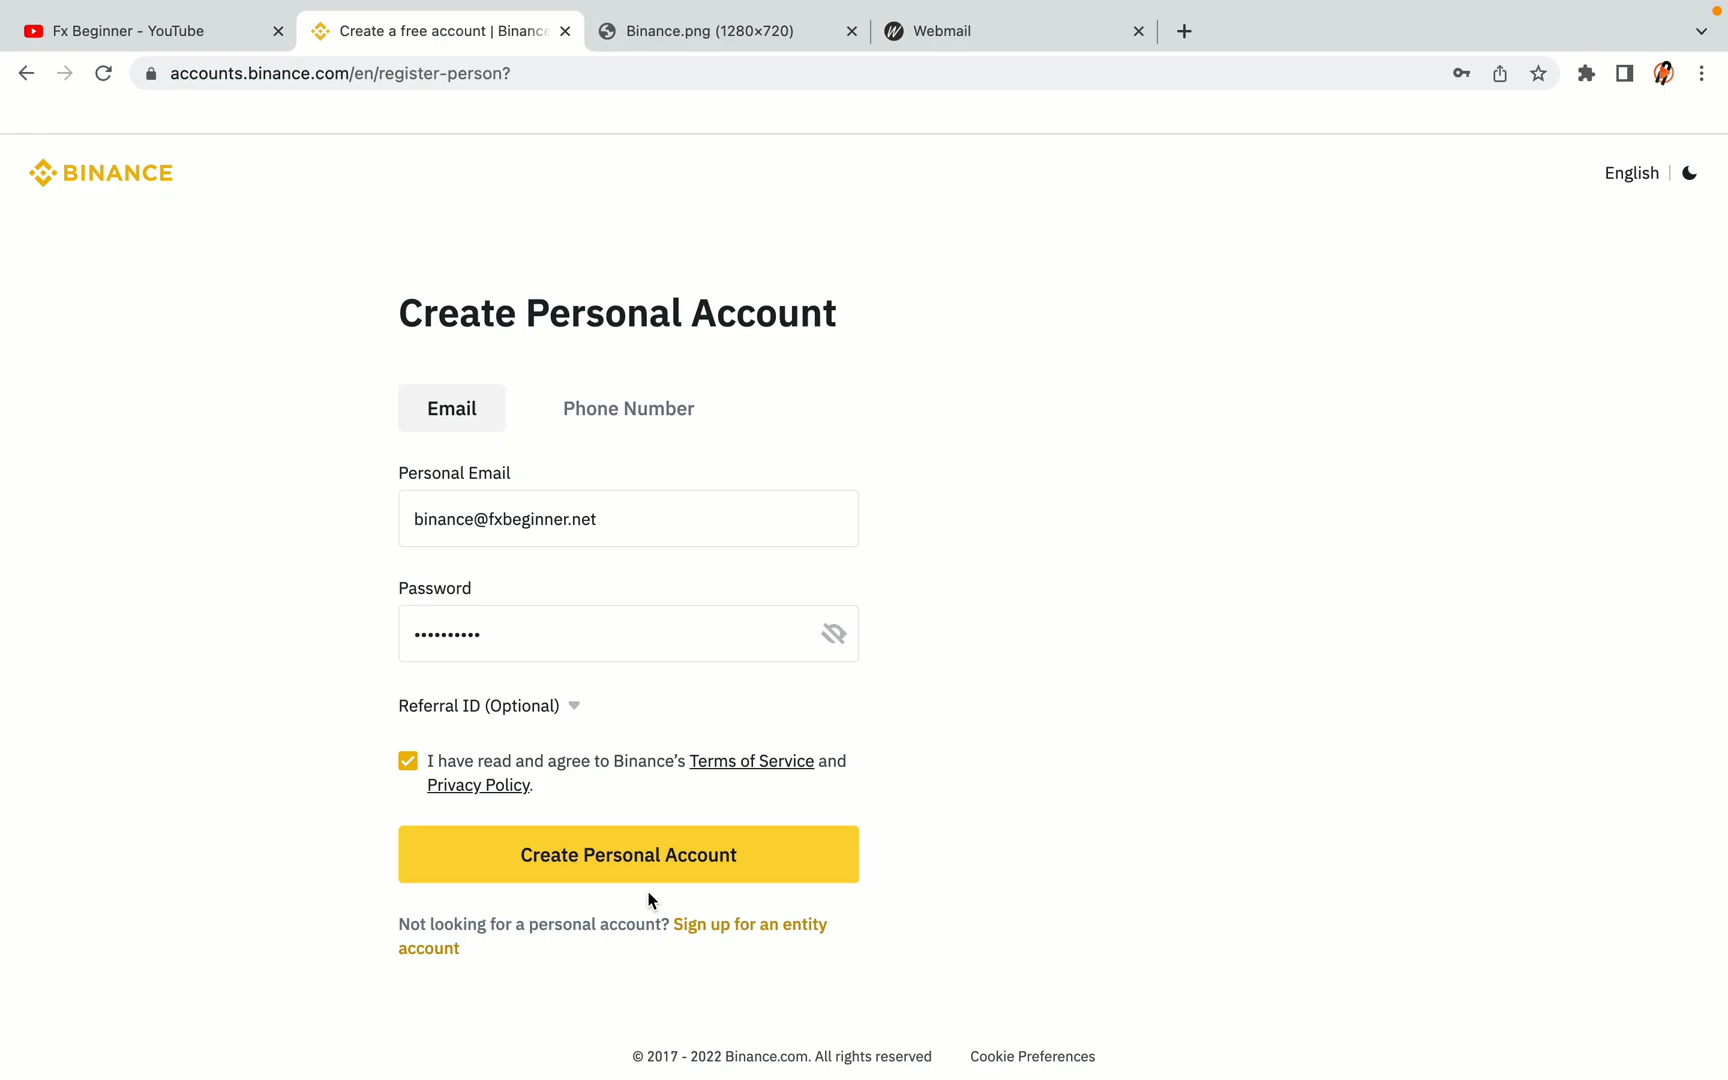 Fx Beginner - YouTube
Create a free account | Binance
Binance.png (1280×720)
Webmail
accounts.binance.com/en/register-person?
BINANCE
English
Create Personal Account
Email
Phone Number
Personal Email
binance@fxbeginner.net
Password
••••••••••
Referral ID (Optional)
I have read and agree to Binance’s Terms of Service and
Privacy Policy.
Create Personal Account
Not looking for a personal account? Sign up for an entity
account
© 2017 - 2022 Binance.com. All rights reserved
Cookie Preferences